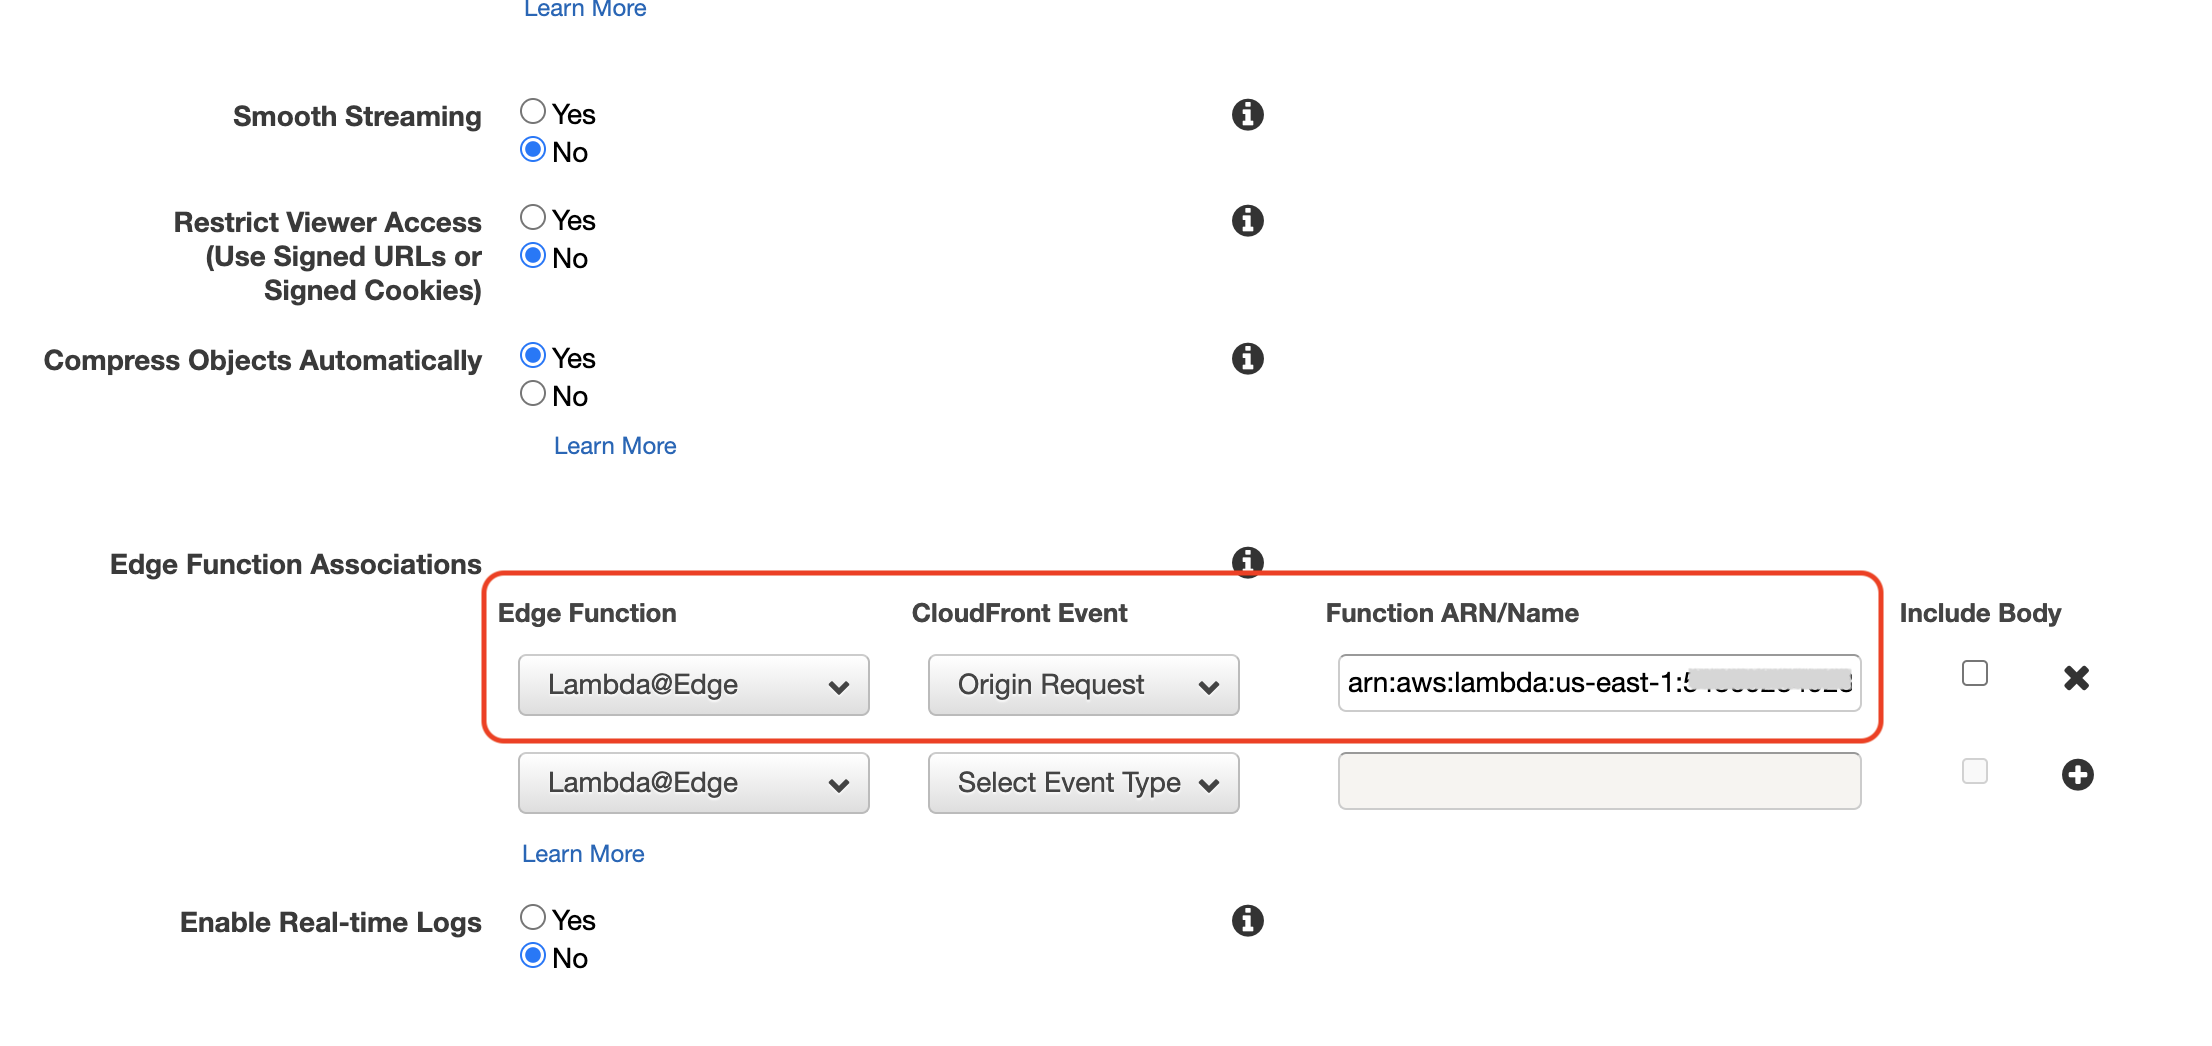 Learn More
Smooth Streaming
Yes
No
Restrict Viewer Access
(Use Signed URLs or
Signed Cookies)
Yes
No
Compress Objects Automatically
Yes
No
Learn More
Edge Function Associations
Edge Function CloudFront Event Function ARN/Name Include Body
Lambda@Edge Origin Request arn:aws:lambda:us-east-1:
Lambda@Edge Select Event Type
Learn More
Enable Real-time Logs
Yes
No